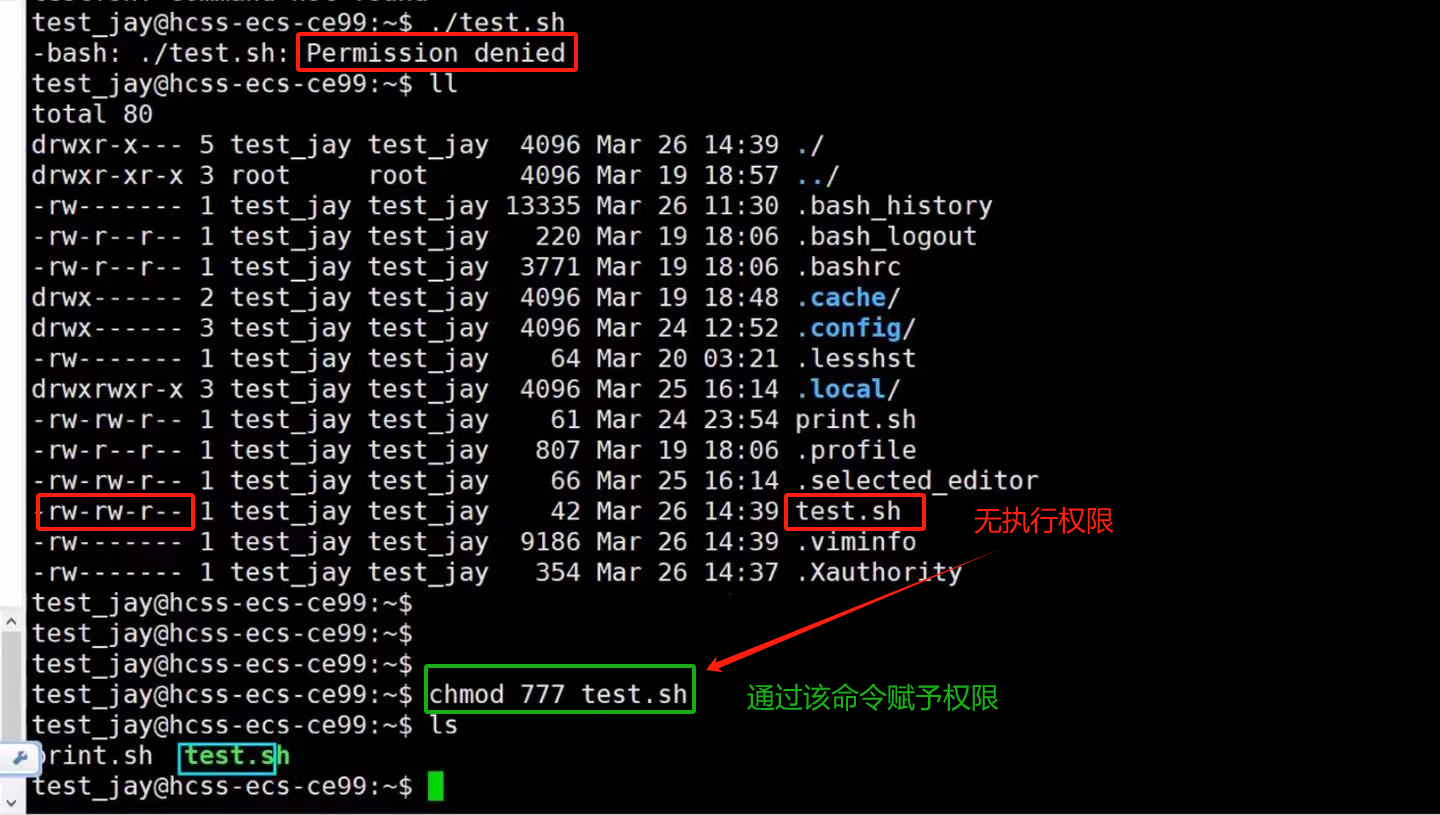 test_jay@hcss-ecs-ce99:~$ ./test.sh
-bash: ./test.sh: Permission denied
test_jay@hcss-ecs-ce99:~$ ll
total 80
drwxr-x--- 5 test_jay test_jay  4096 Mar 26 14:39 ./
drwxr-xr-x 3 root     root      4096 Mar 19 18:57 ../
-rw------- 1 test_jay test_jay 13335 Mar 26 11:30 .bash_history
-rw-r--r-- 1 test_jay test_jay   220 Mar 19 18:06 .bash_logout
-rw-r--r-- 1 test_jay test_jay  3771 Mar 19 18:06 .bashrc
drwx------ 2 test_jay test_jay  4096 Mar 19 18:48 .cache/
drwx------ 3 test_jay test_jay  4096 Mar 24 12:52 .config/
-rw------- 1 test_jay test_jay    64 Mar 20 03:21 .lesshst
drwxrwxr-x 3 test_jay test_jay  4096 Mar 25 16:14 .local/
-rw-rw-r-- 1 test_jay test_jay    61 Mar 24 23:54 print.sh
-rw-r--r-- 1 test_jay test_jay   807 Mar 19 18:06 .profile
-rw-rw-r-- 1 test_jay test_jay    66 Mar 25 16:14 .selected_editor
-rw-rw-r-- 1 test_jay test_jay    42 Mar 26 14:39 test.sh 无执行权限
-rw------- 1 test_jay test_jay  9186 Mar 26 14:39 .viminfo
-rw------- 1 test_jay test_jay   354 Mar 26 14:37 .Xauthority
test_jay@hcss-ecs-ce99:~$
test_jay@hcss-ecs-ce99:~$
test_jay@hcss-ecs-ce99:~$
test_jay@hcss-ecs-ce99:~$ chmod 777 test.sh 通过该命令赋予权限
test_jay@hcss-ecs-ce99:~$ ls
print.sh  test.sh
test_jay@hcss-ecs-ce99:~$